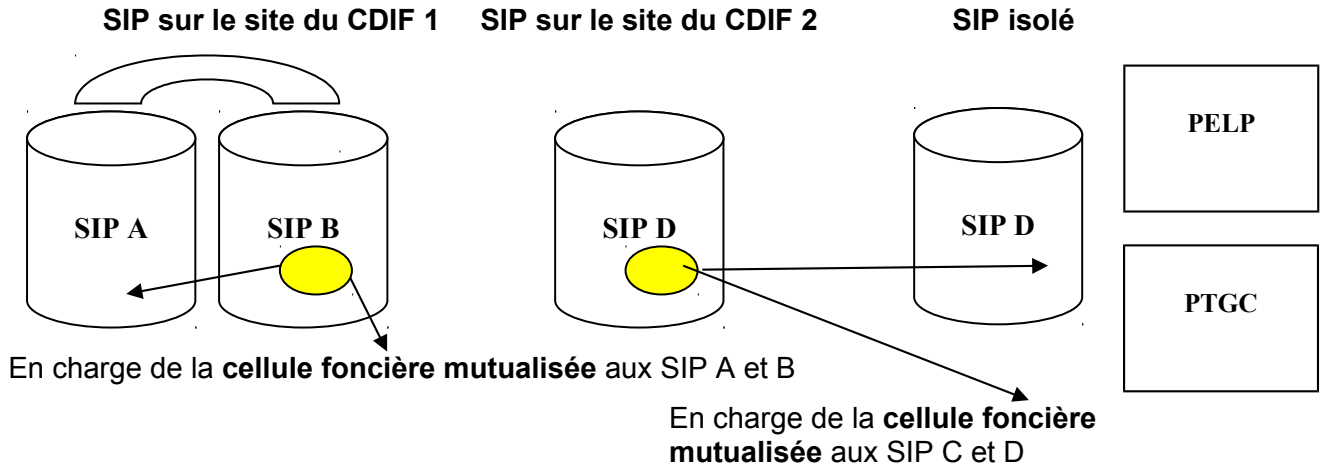 SIP sur le site du CDIF 1 SIP sur le site du CDIF 2 SIP isolé
SIP A
SIP B
SIP D
SIP D
PELP
PTGC
En charge de la cellule foncière mutualisée aux SIP A et B
En charge de la cellule foncière
mutualisée aux SIP C et D